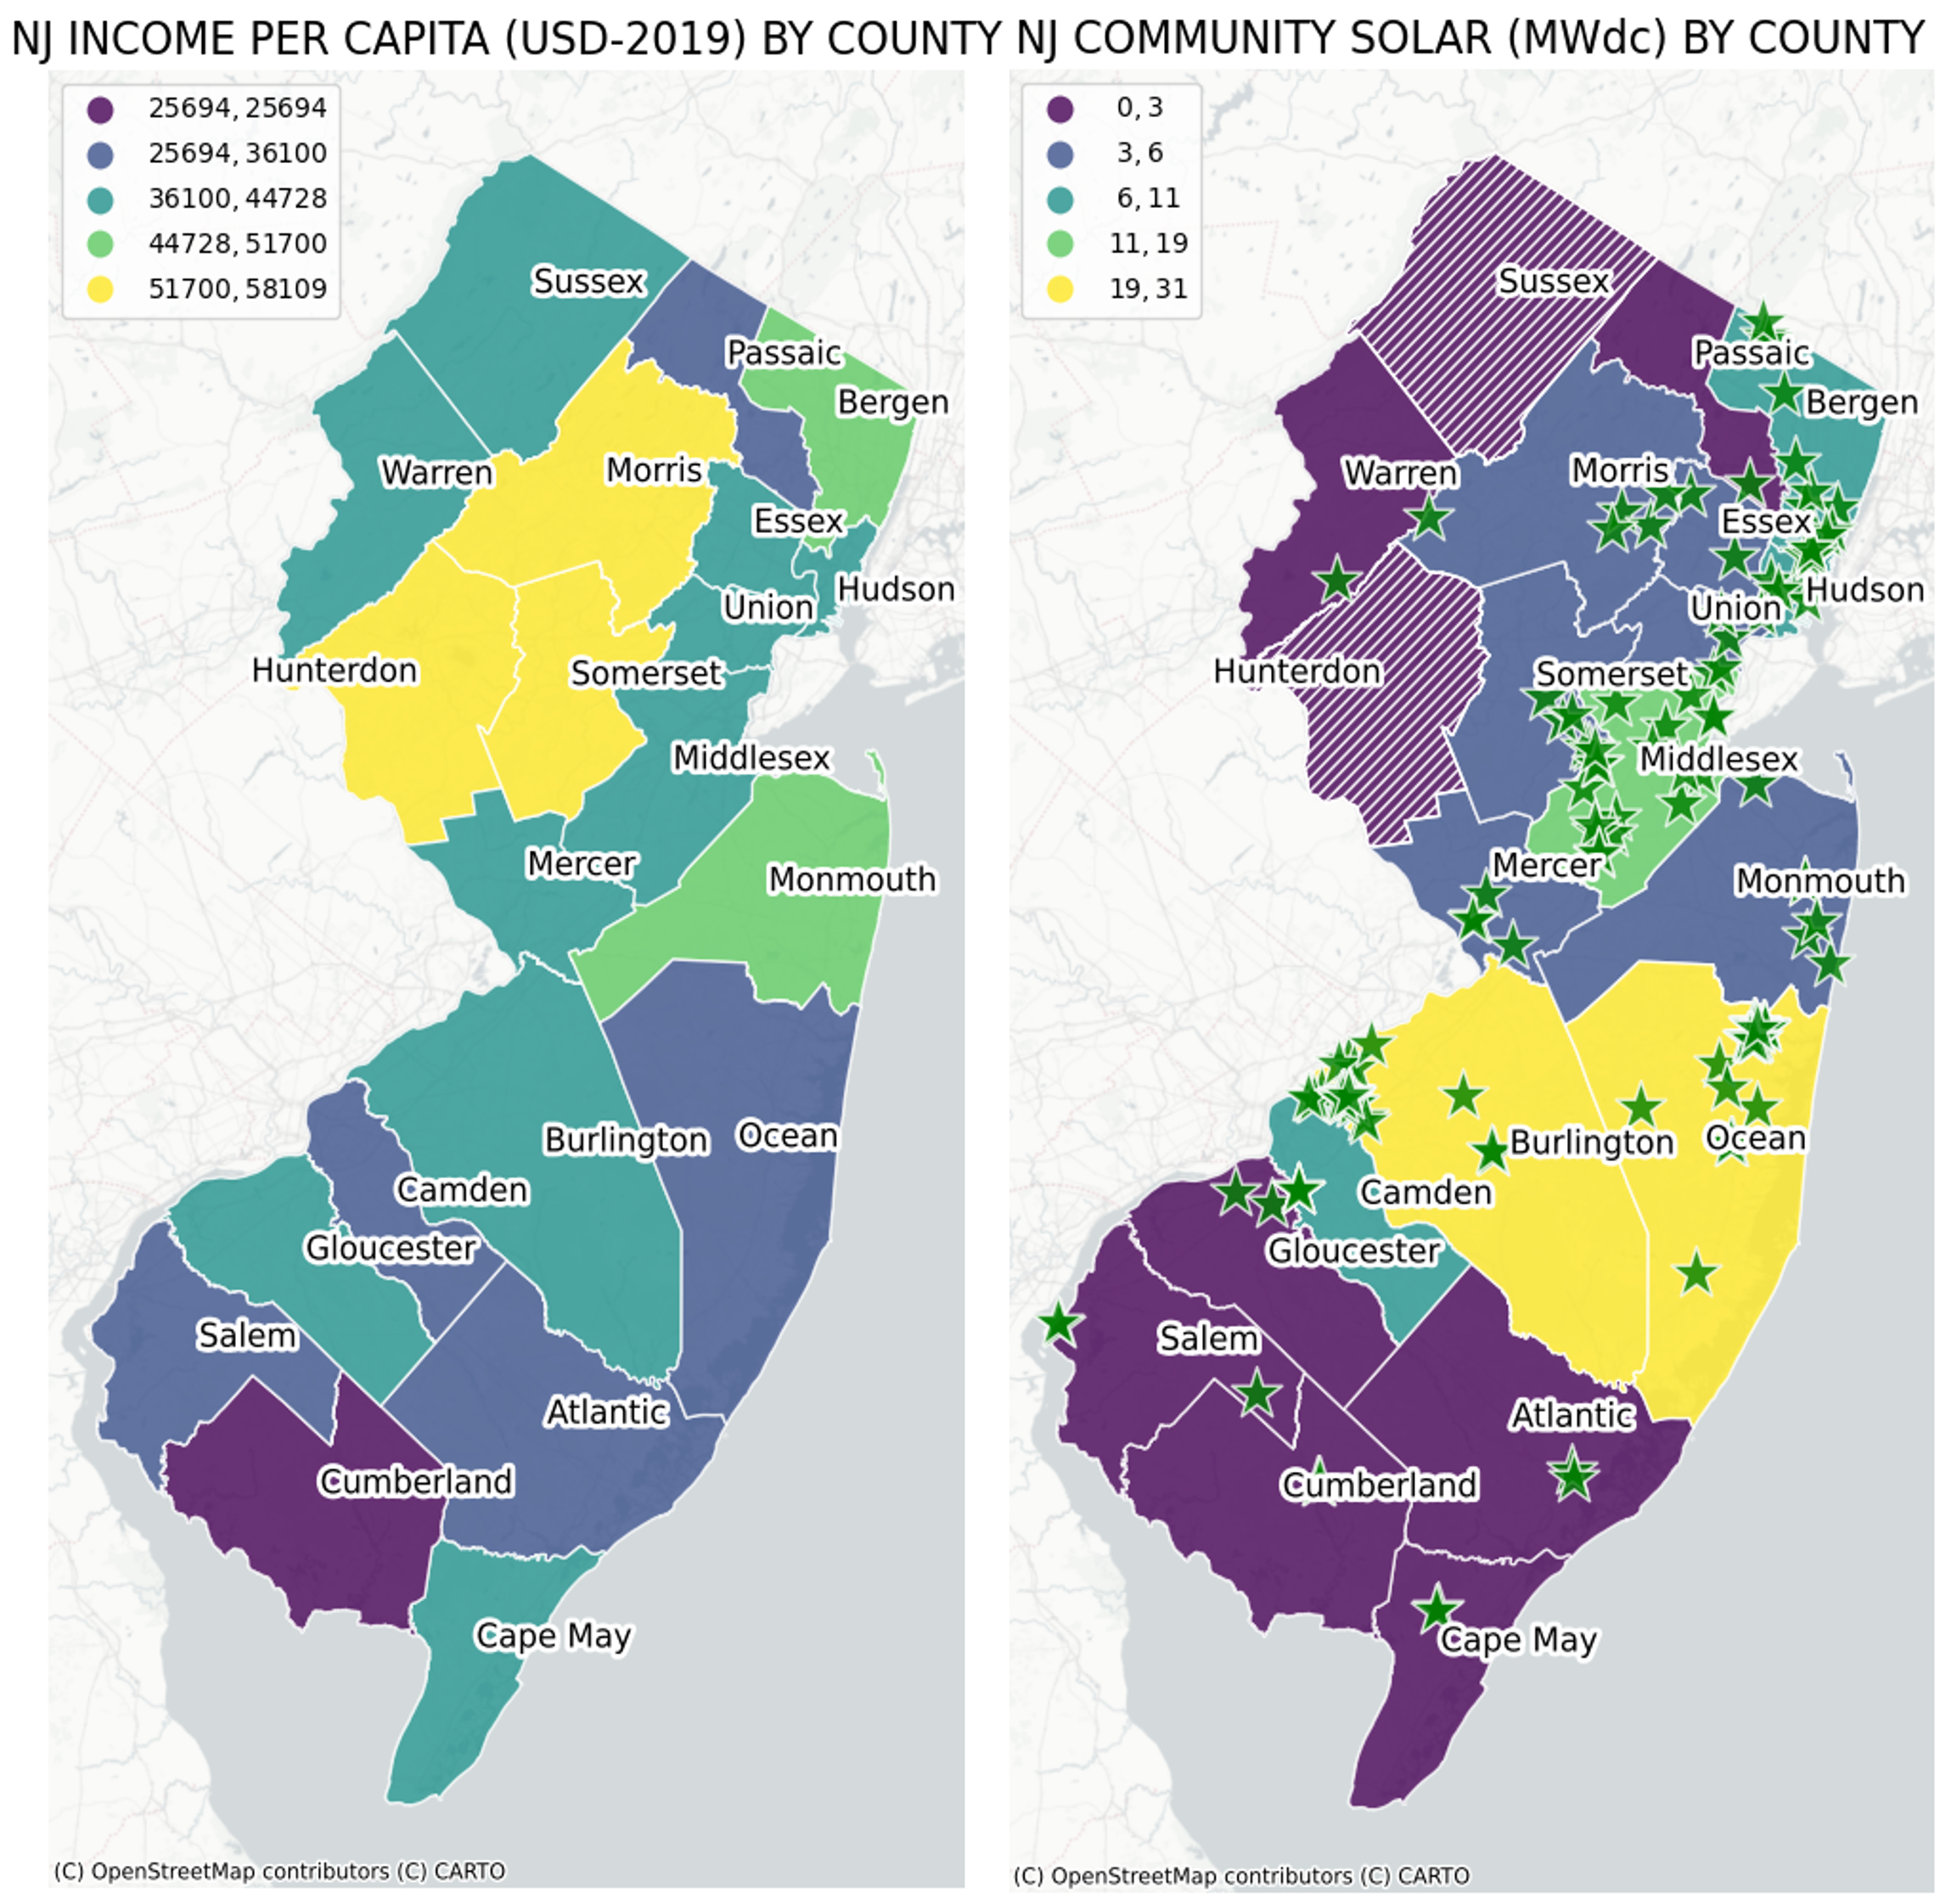 NJ INCOME PER CAPITA (USD-2019) BY COUNTY
25694, 25694
25694, 36100
36100, 44728
44728, 51700
51700, 58109
Sussex
Passaic
Bergen
Warren
Morris
Essex
Hudson
Union
Hunterdon
Somerset
Middlesex
Mercer
Monmouth
Burlington
Ocean
Camden
Gloucester
Salem
Atlantic
Cumberland
Cape May
(C) OpenStreetMap contributors (C) CARTO
NJ COMMUNITY SOLAR (MWdc) BY COUNTY
0, 3
3, 6
6, 11
11, 19
19, 31
Sussex
Passaic
Bergen
Warren
Morris
Essex
Hudson
Union
Hunterdon
Somerset
Middlesex
Mercer
Monmouth
Burlington
Ocean
Camden
Gloucester
Salem
Atlantic
Cumberland
Cape May
(C) OpenStreetMap contributors (C) CARTO